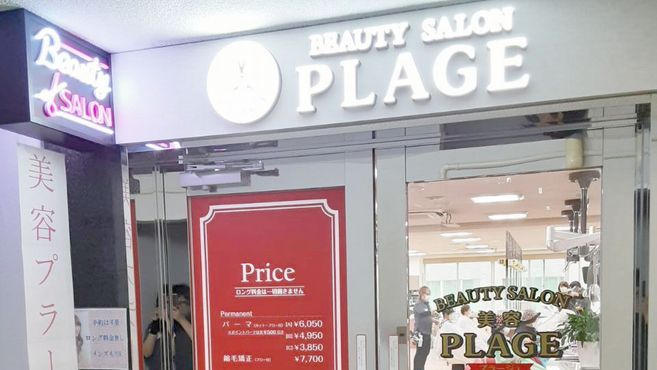 Beauty
SALON
BEAUTY SALON
PLAGE
美容プラー
Price
ロング料金は一切頂きません
Permanent
パーマ
¥6,050
¥4,950
¥3,850
縮毛矯正
¥7,700
BEAUTY SALON
美容
PLAGE